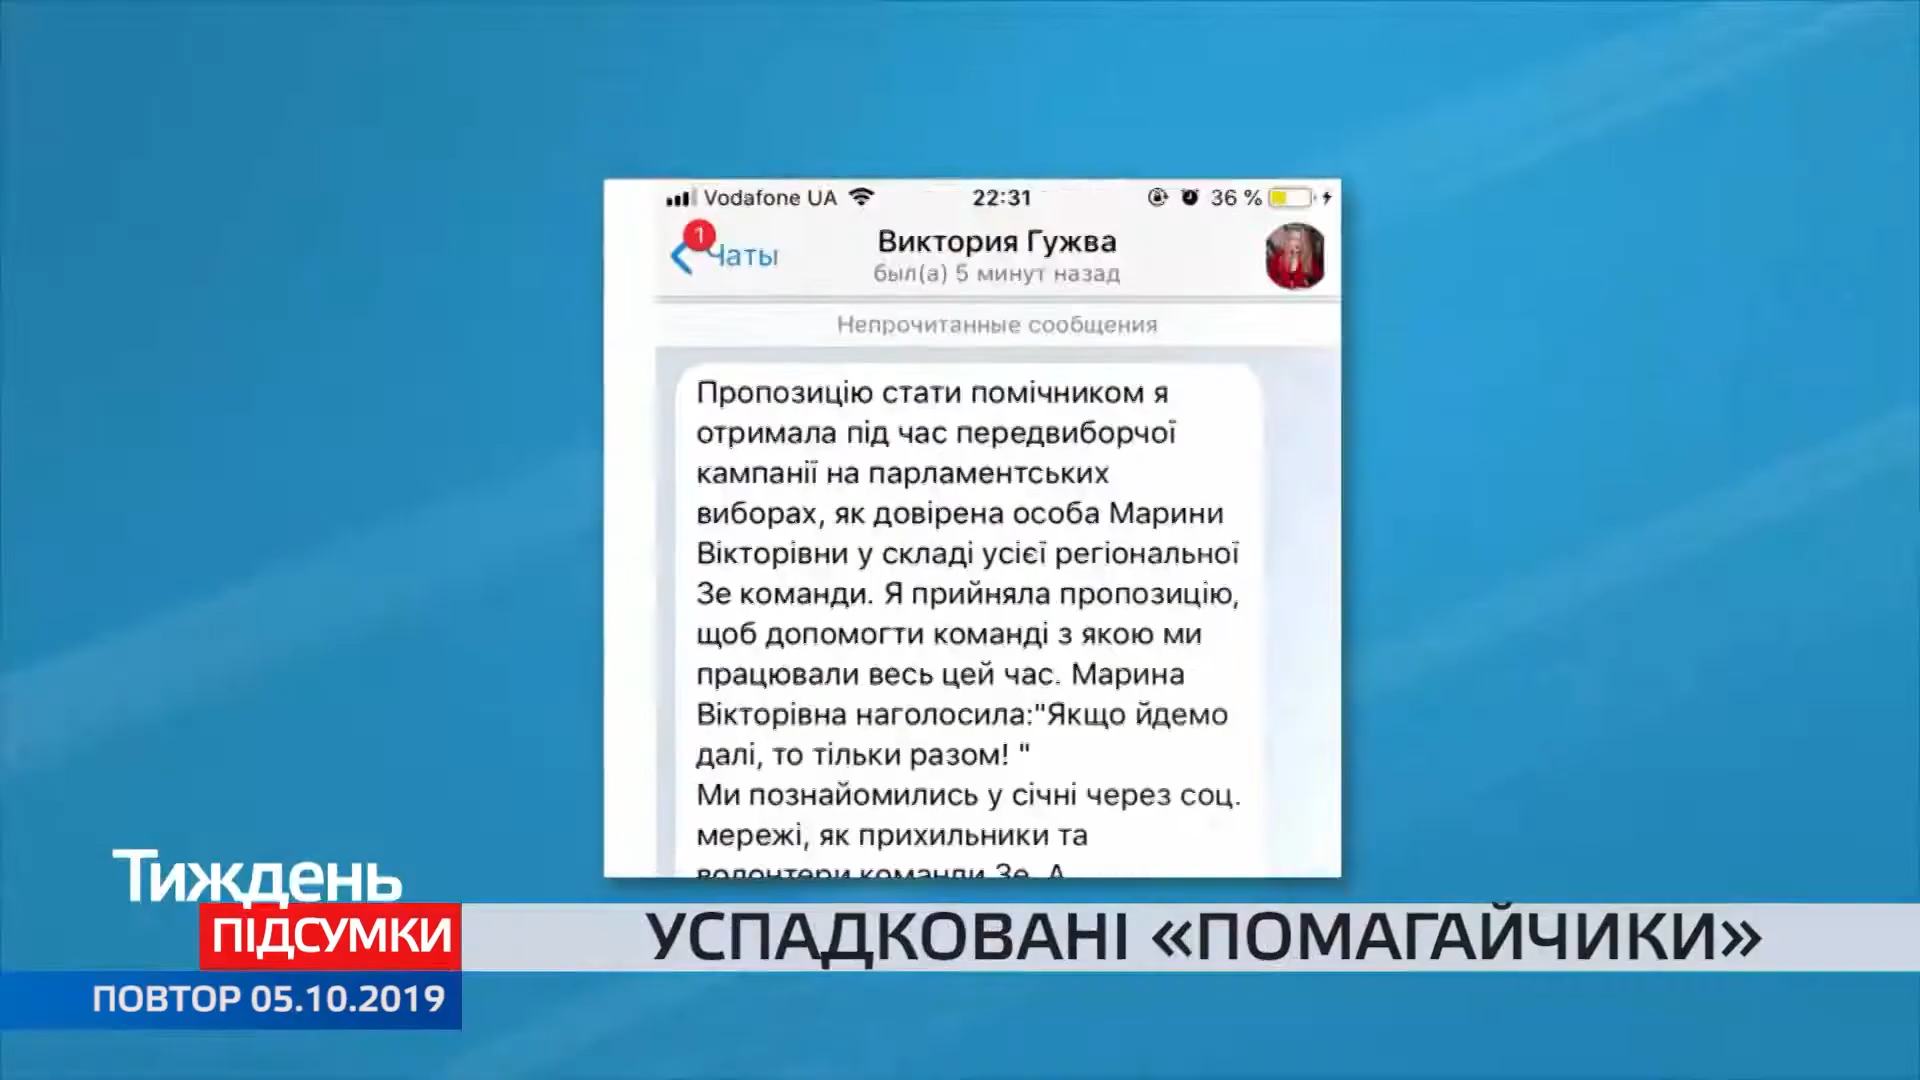 Vodafone UA 22:31 36 %
1
Чаты
Виктория Гужва
был(а) 5 минут назад
Непрочитанные сообщения
Пропозицію стати помічником я
отримала під час передвиборчої
кампанії на парламентських
виборах, як довірена особа Марини
Вікторівни у складі усієї регіональної
Зе команди. Я прийняла пропозицію,
щоб допомогти команді з якою ми
працювали весь цей час. Марина
Вікторівна наголосила:"Якщо йдемо
далі, то тільки разом! "
Ми познайомились у січні через соц.
мережі, як прихильники та
волонтери команди Зе. А
Тиждень
ПІДСУМКИ
УСПАДКОВАНІ «ПОМАГАЙЧИКИ»
ПОВТОР 05.10.2019